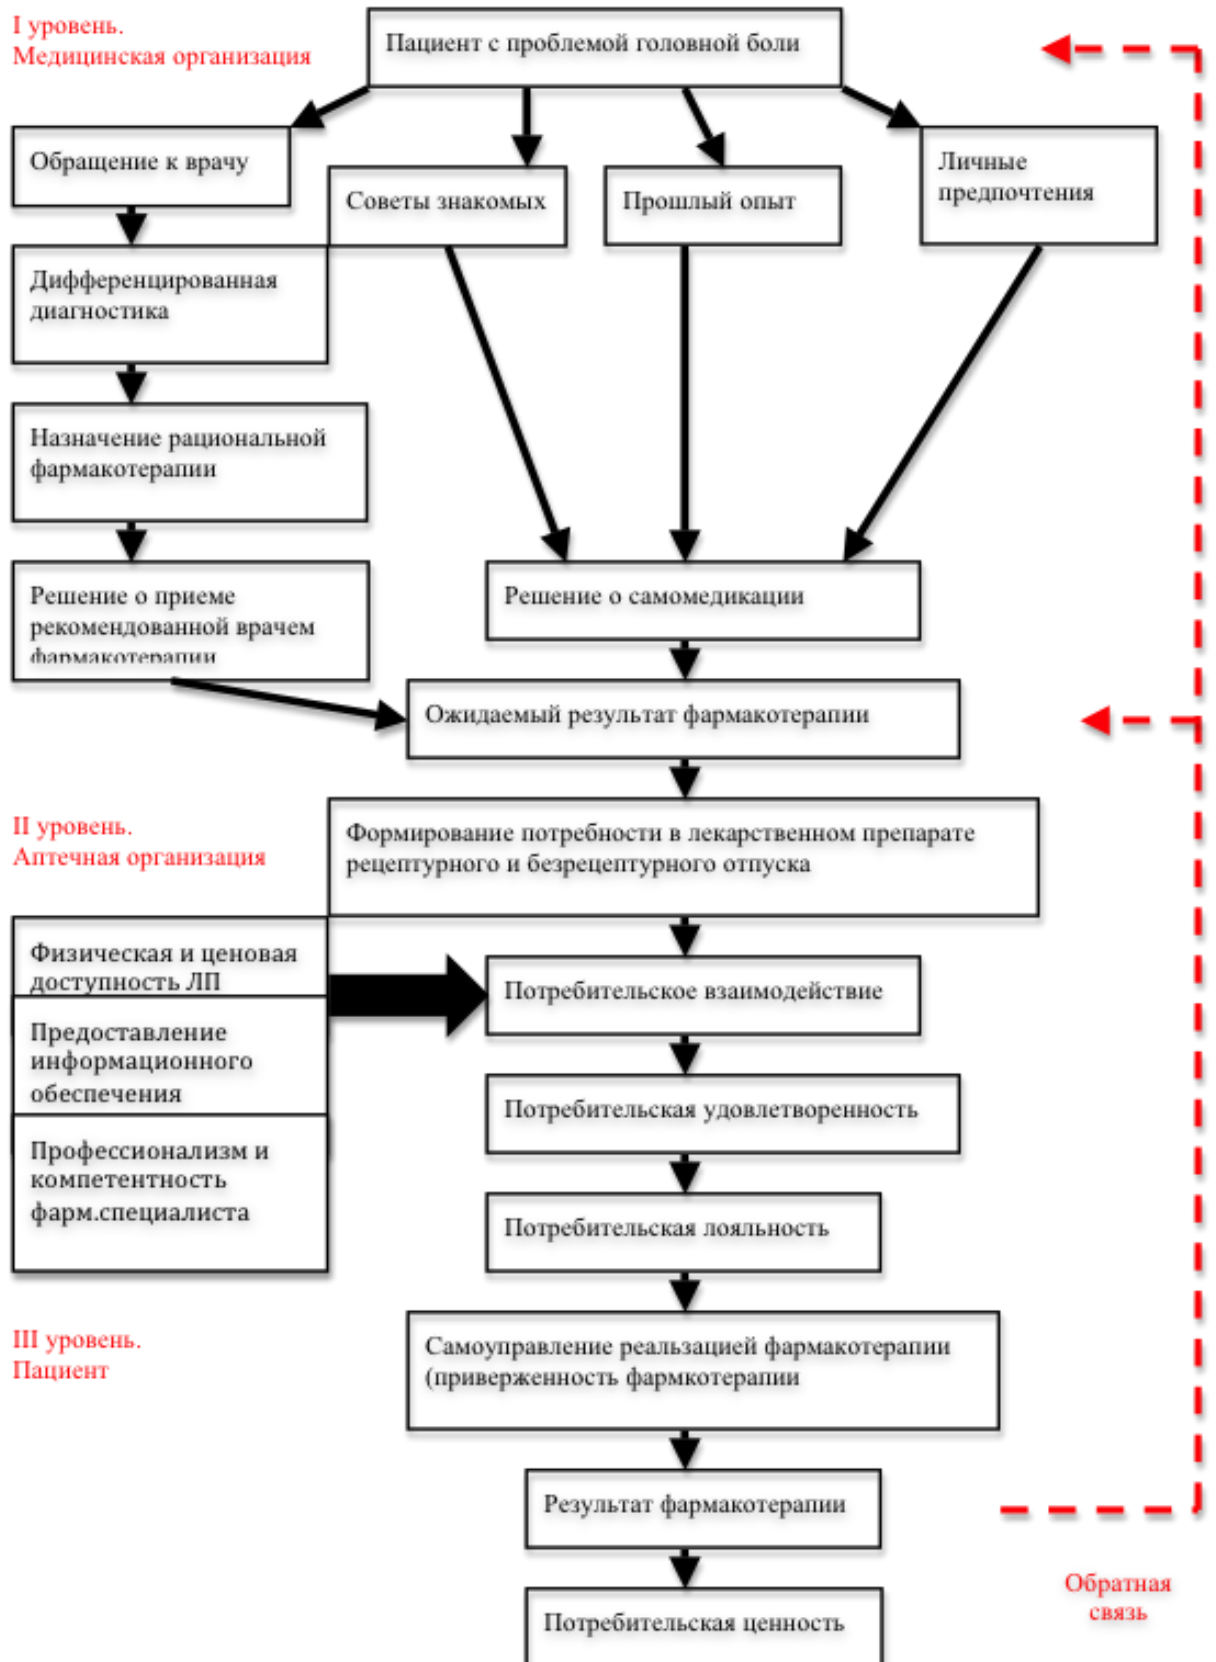 I уровень.
Медицинская организация
Пациент с проблемой головной боли
Обращение к врачу
Советы знакомых
Прошлый опыт
Личные
предпочтения
Дифференцированная
диагностика
Назначение рациональной
фармакотерапии
Решение о приеме
рекомендованной врачем
фармакотерапии
Решение о самомедикации
Ожидаемый результат фармакотерапии
II уровень.
Аптечная организация
Формирование потребности в лекарственном препарате
рецептурного и безрецептурного отпуска
Физическая и ценовая
доступность ЛП
Предоставление
информационного
обеспечения
Профессионализм и
компетентность
фарм.специалиста
Потребительское взаимодействие
Потребительская удовлетворенность
Потребительская лояльность
III уровень.
Пациент
Самоуправление реальзацией фармакотерапии
(приверженность фармкотерапии
Результат фармакотерапии
Обратная
связь
Потребительская ценность